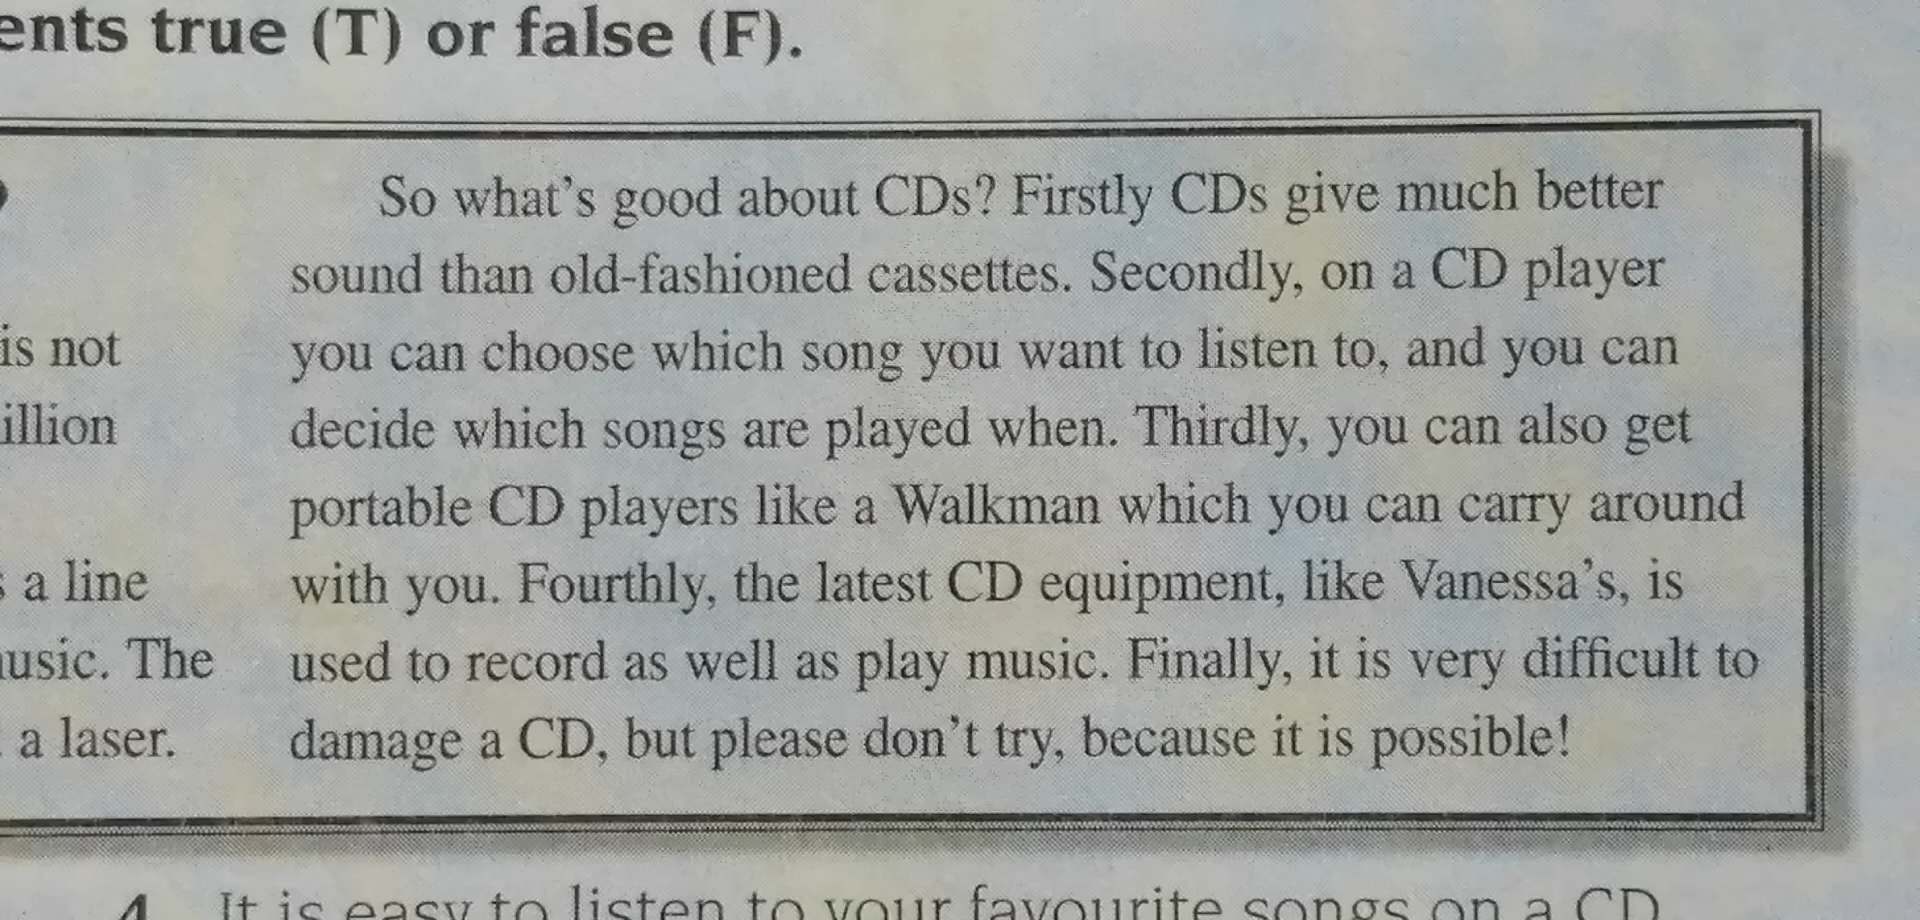 ents true (T) or false (F).
is not
illion
a line
usic. The
a laser.
So what's good about CDs? Firstly CDs give much better
sound than old-fashioned cassettes. Secondly, on a CD player
you can choose which song you want to listen to, and you can
decide which songs are played when. Thirdly, you can also get
portable CD players like a Walkman which you can carry around
with you. Fourthly, the latest CD equipment, like Vanessa's, is
used to record as well as play music. Finally, it is very difficult to
damage a CD, but please don't try, because it is possible!
4 It is easy to listen to your favourite songs on a CD